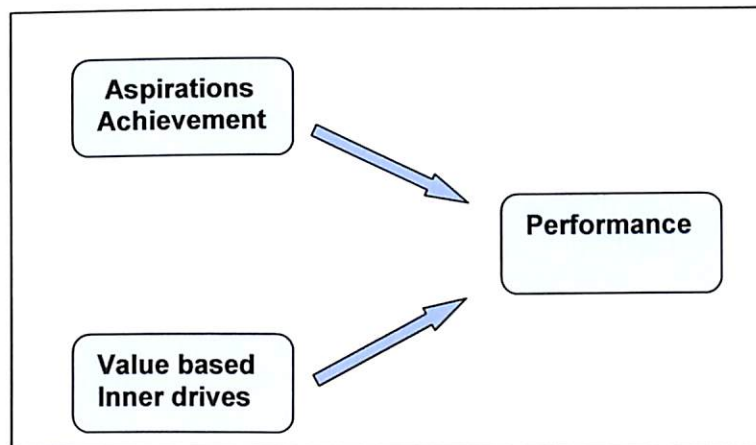 Aspirations
Achievement
Performance
Value based
Inner drives